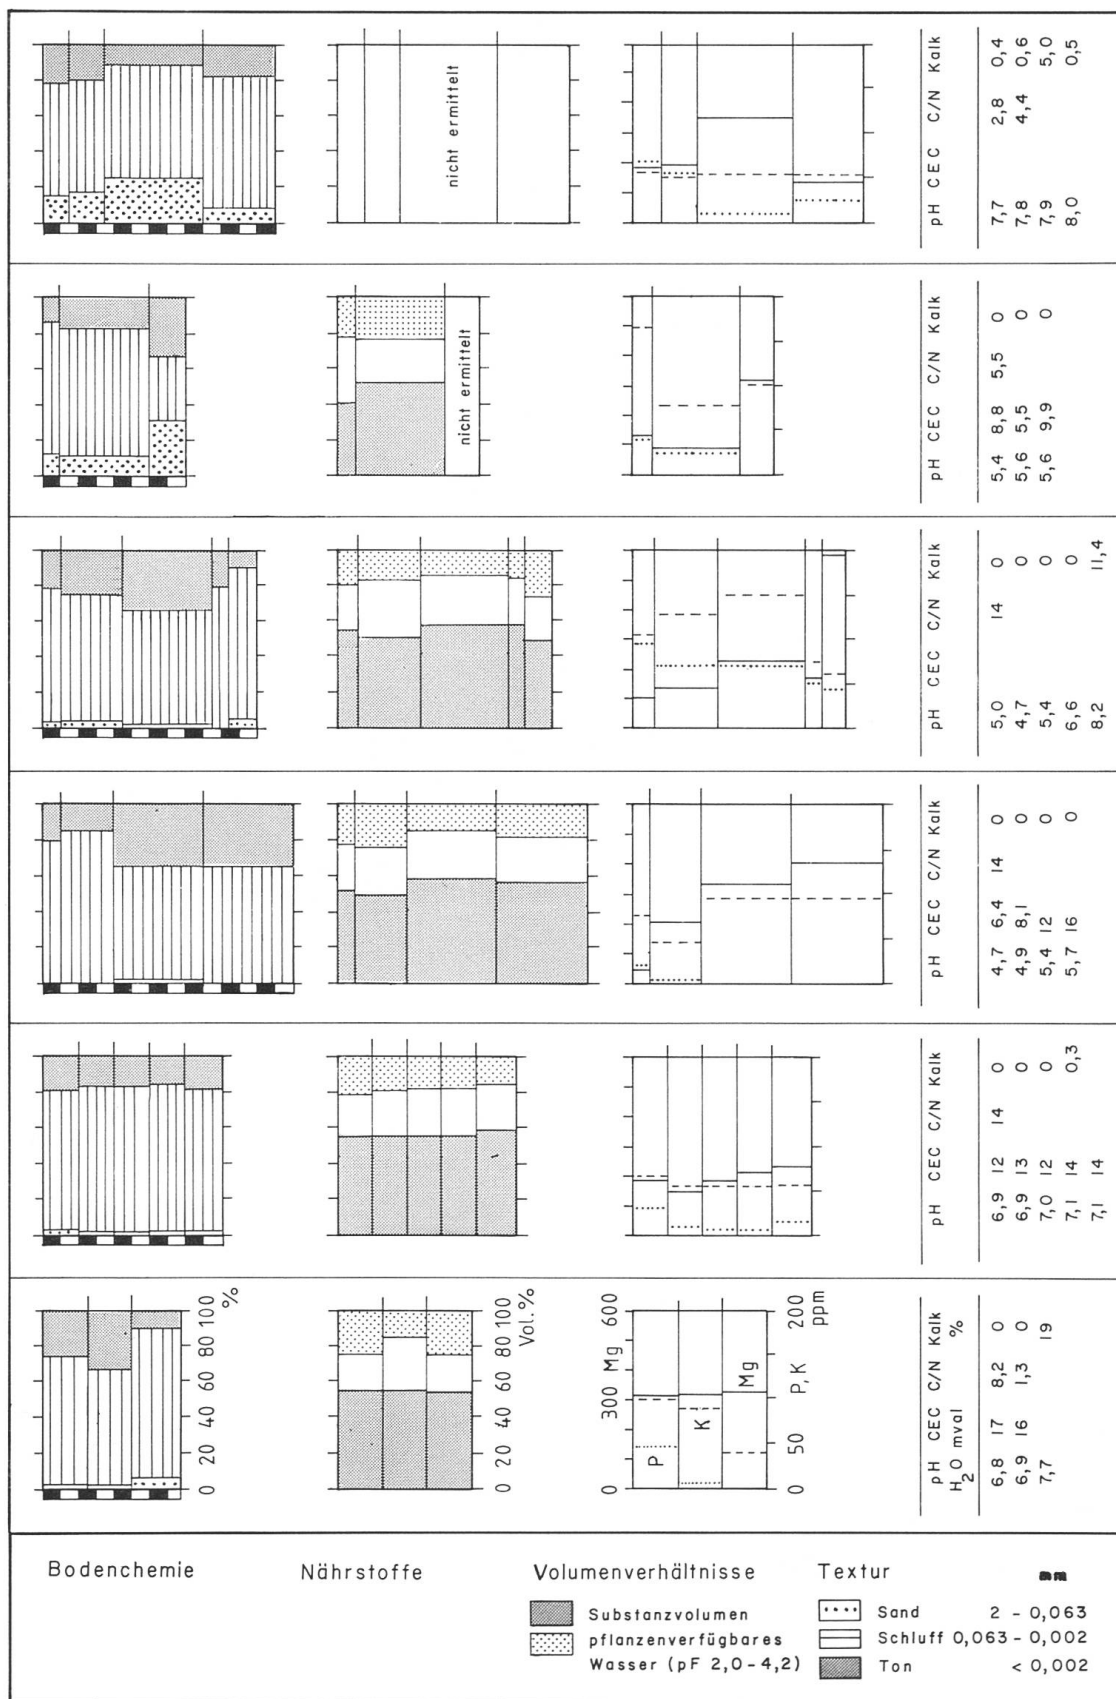 nicht ermittelt
pH CEC C/N Kalk
7,7 2,8 0,4
7,8 4,4 0,6
7,9 5,0
8,0 0,5
nicht ermittelt
pH CEC C/N Kalk
5,4 8,8 5,5 0
5,6 5,5 0
5,6 9,9 0
pH CEC C/N Kalk
5,0 14 0
4,7 0
5,4 0
6,6 0
8,2 11,4
pH CEC C/N Kalk
4,7 6,4 14 0
4,9 8,1 0
5,4 12 0
5,7 16 0
pH CEC C/N Kalk
6,9 12 14 0
6,9 13 0
7,0 12 0
7,1 14 0,3
7,1 14
0 20 40 60 80 100
%
0 20 40 60 80 100
Vol.%
0 300 Mg 600
P
K
Mg
P, K
0 50 200
ppm
pH CEC C/N Kalk
H2O mval %
6,8 17 8,2 0
6,9 16 1,3 0
7,7 19
Bodenchemie Nährstoffe Volumenverhältnisse Textur mm
Substanzvolumen Sand 2 - 0,063
pflanzenverfügbares Schluff 0,063 - 0,002
Wasser (pF 2,0-4,2) Ton < 0,002